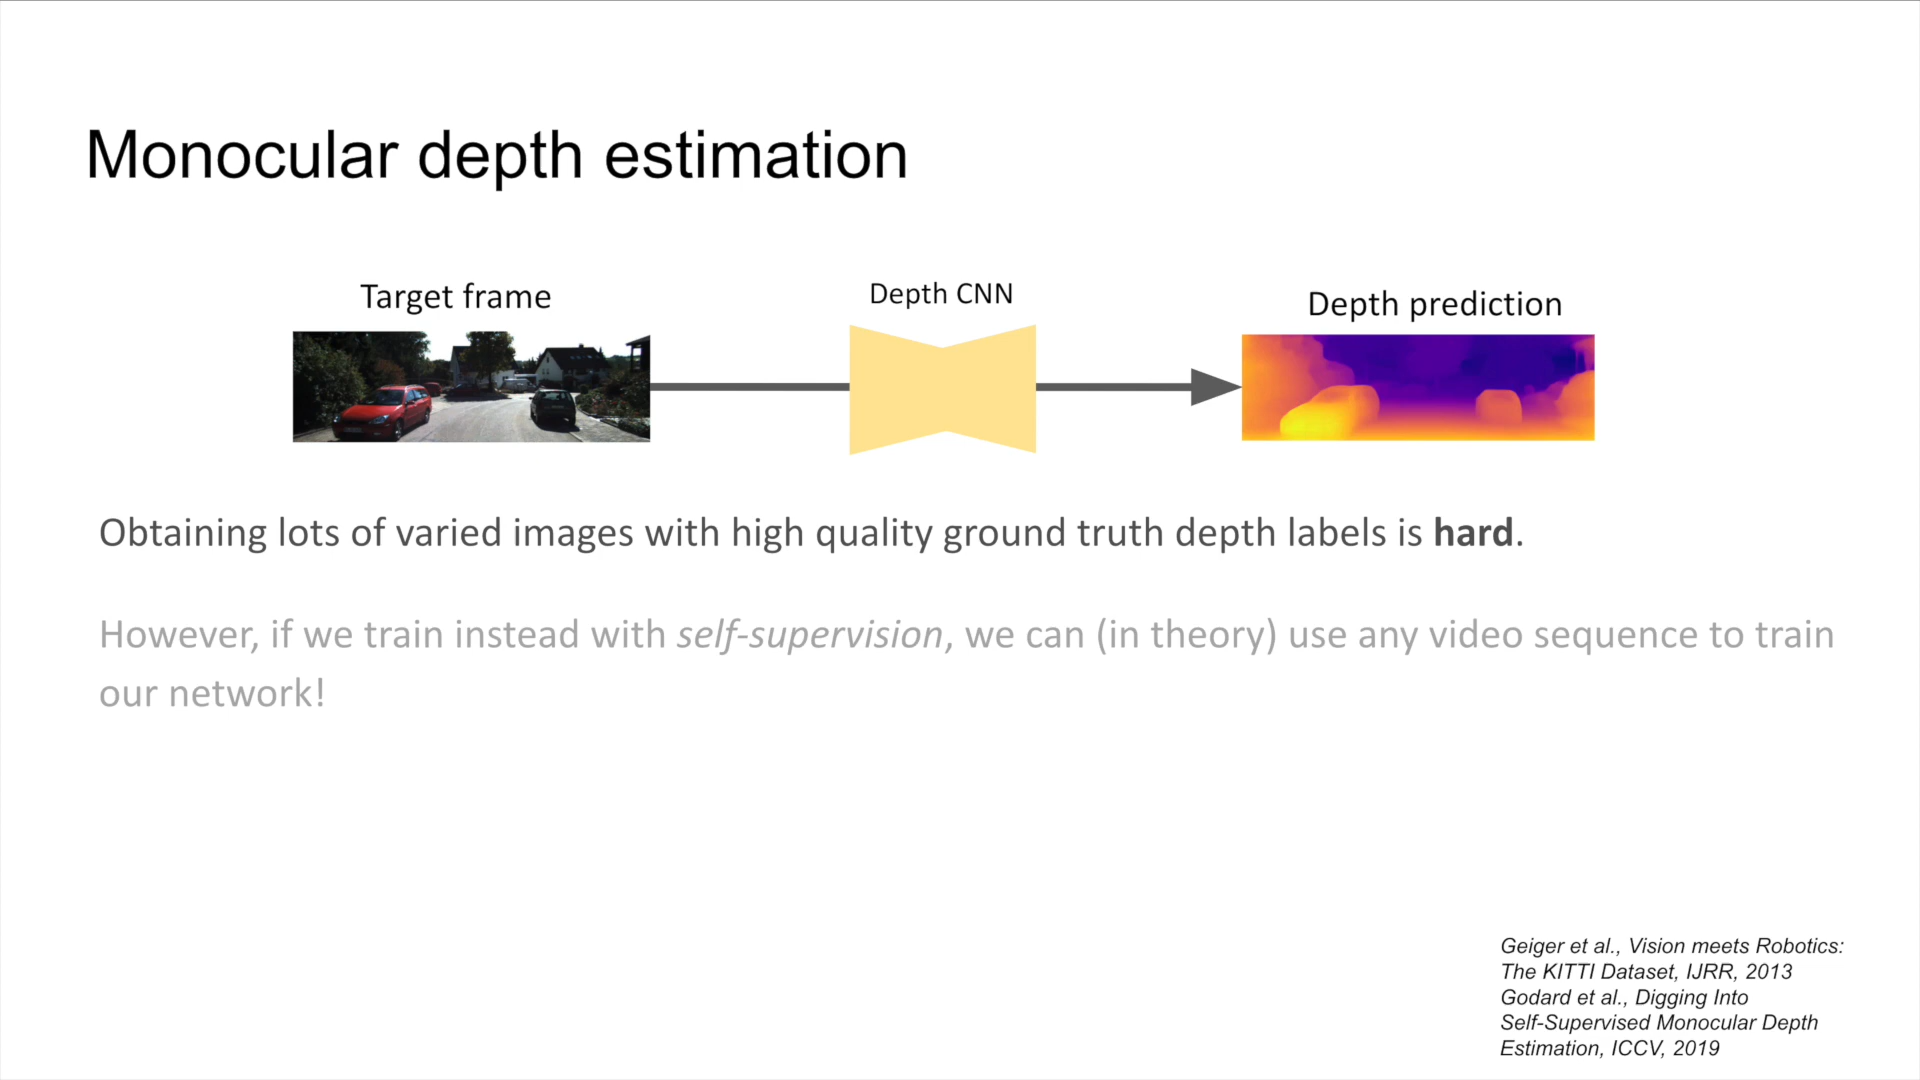 Monocular depth estimation
Target frame
Depth CNN
Depth prediction
Obtaining lots of varied images with high quality ground truth depth labels is hard.
However, if we train instead with self-supervision, we can (in theory) use any video sequence to train
our network!
Geiger et al., Vision meets Robotics:
The KITTI Dataset, IJRR, 2013
Godard et al., Digging Into
Self-Supervised Monocular Depth
Estimation, ICCV, 2019